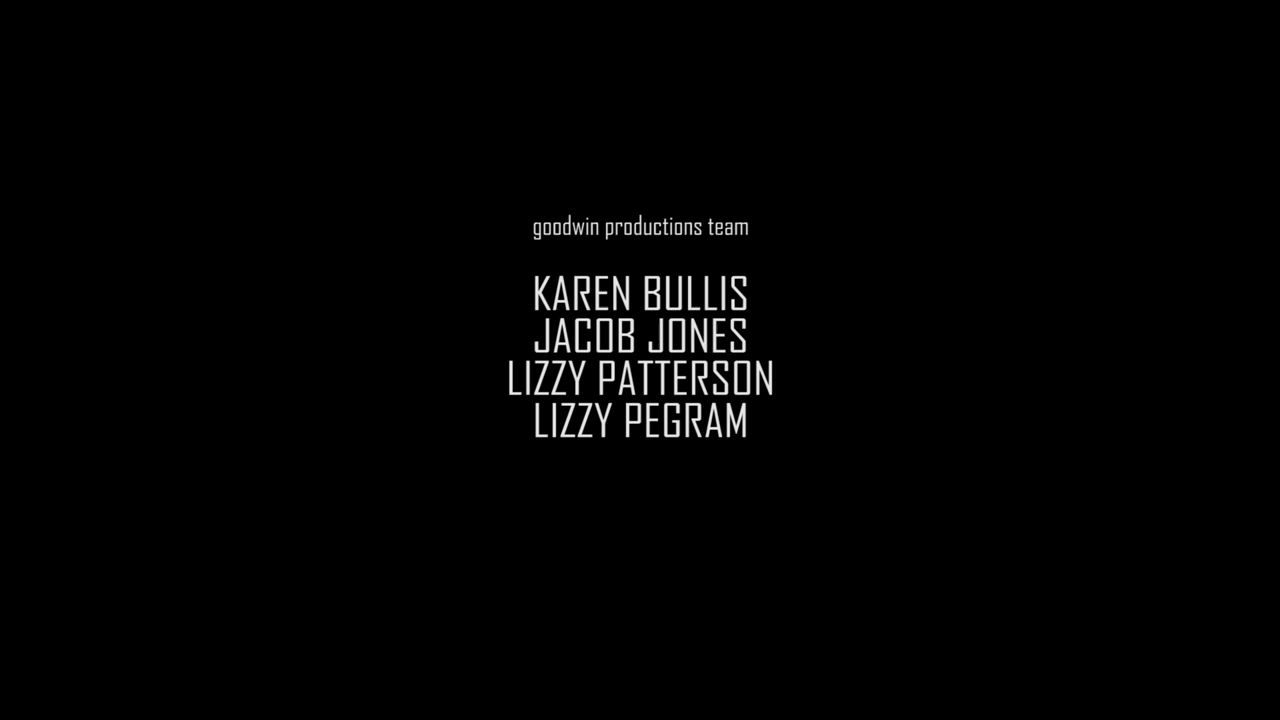 goodwin productions team
KAREN BULLIS
JACOB JONES
LIZZY PATTERSON
LIZZY PEGRAM